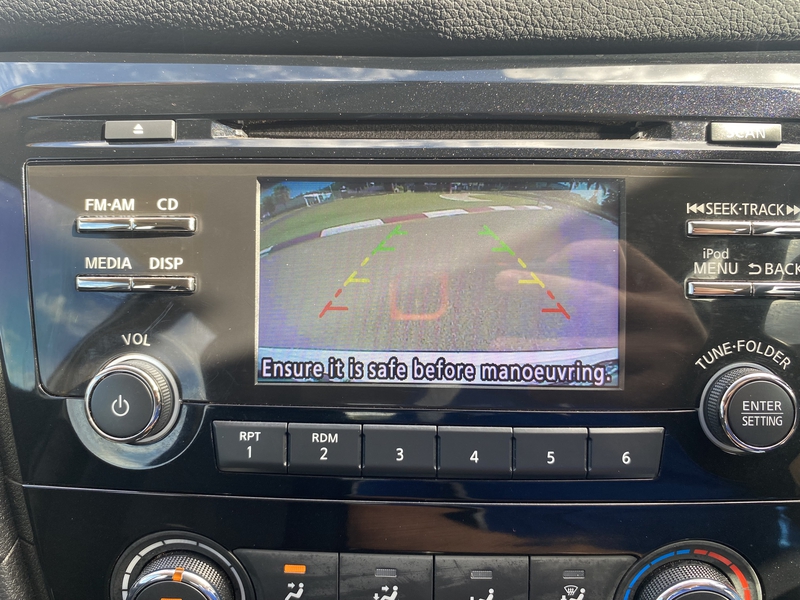 SCAN
FM·AM CD
SEEK·TRACK
MEDIA DISP
iPod
MENU BACK
VOL
TUNE·FOLDER
Ensure it is safe before manoeuvring.
ENTER
SETTING
RPT
1
RDM
2
3
4
5
6